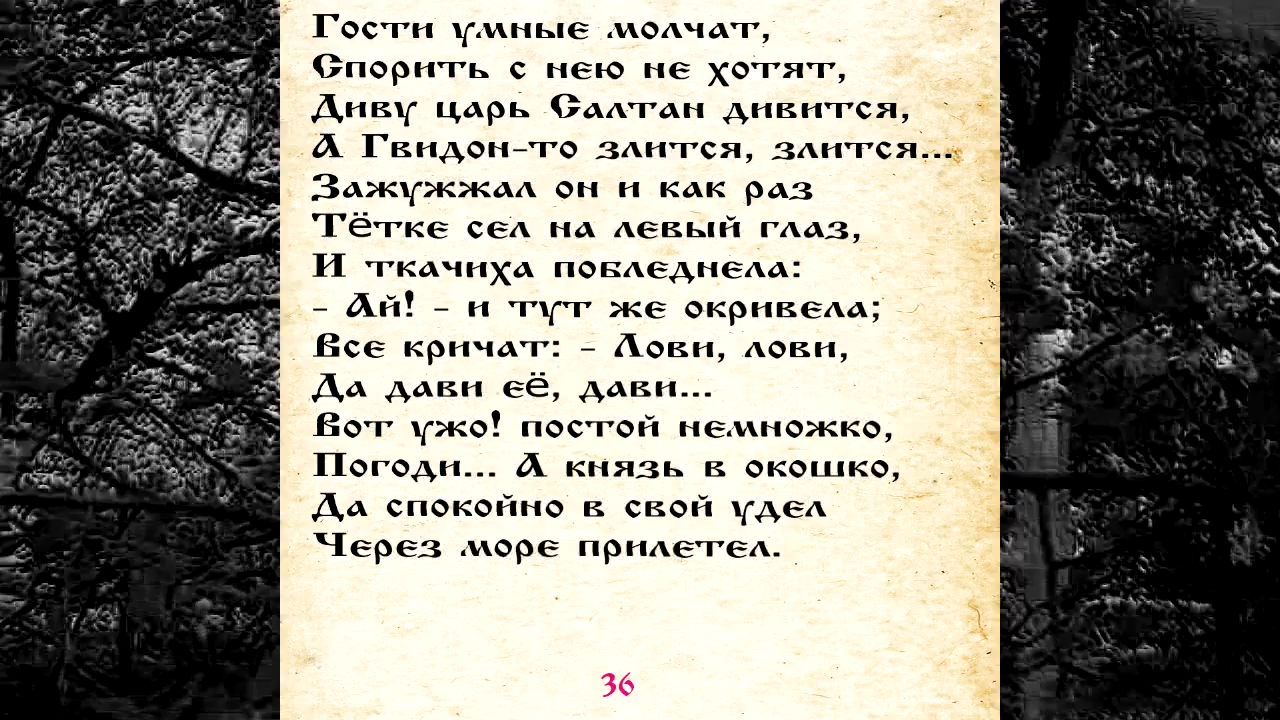 Гости умные молчат,
Спорить с нею не хотят,
Диву царь Салтан дивится,
А Гвидон-то злится, злится...
Зажужжал он и как раз
Тётке сел на левый глаз,
И ткачиха побледнела:
- Ай! - и тут же окривела;
Все кричат: - Лови, лови,
Да дави её, дави...
Вот ужо! постой немножко,
Погоди... А князь в окошко,
Да спокойно в свой удел
Через море прилетел.
36